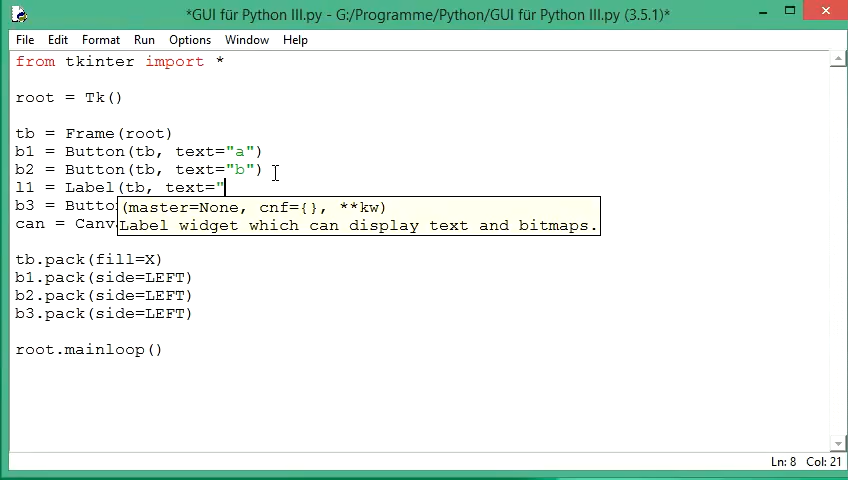 *GUI für Python III.py - G:/Programme/Python/GUI für Python III.py (3.5.1)*
File Edit Format Run Options Window Help
from tkinter import *
root = Tk()
tb = Frame(root)
b1 = Button(tb, text="a")
b2 = Button(tb, text="b")
l1 = Label(tb, text="
b3 = Butto
(master=None, cnf={}, **kw)
can = Canv
Label widget which can display text and bitmaps.
tb.pack(fill=X)
b1.pack(side=LEFT)
b2.pack(side=LEFT)
b3.pack(side=LEFT)
root.mainloop()
Ln: 8 Col: 21